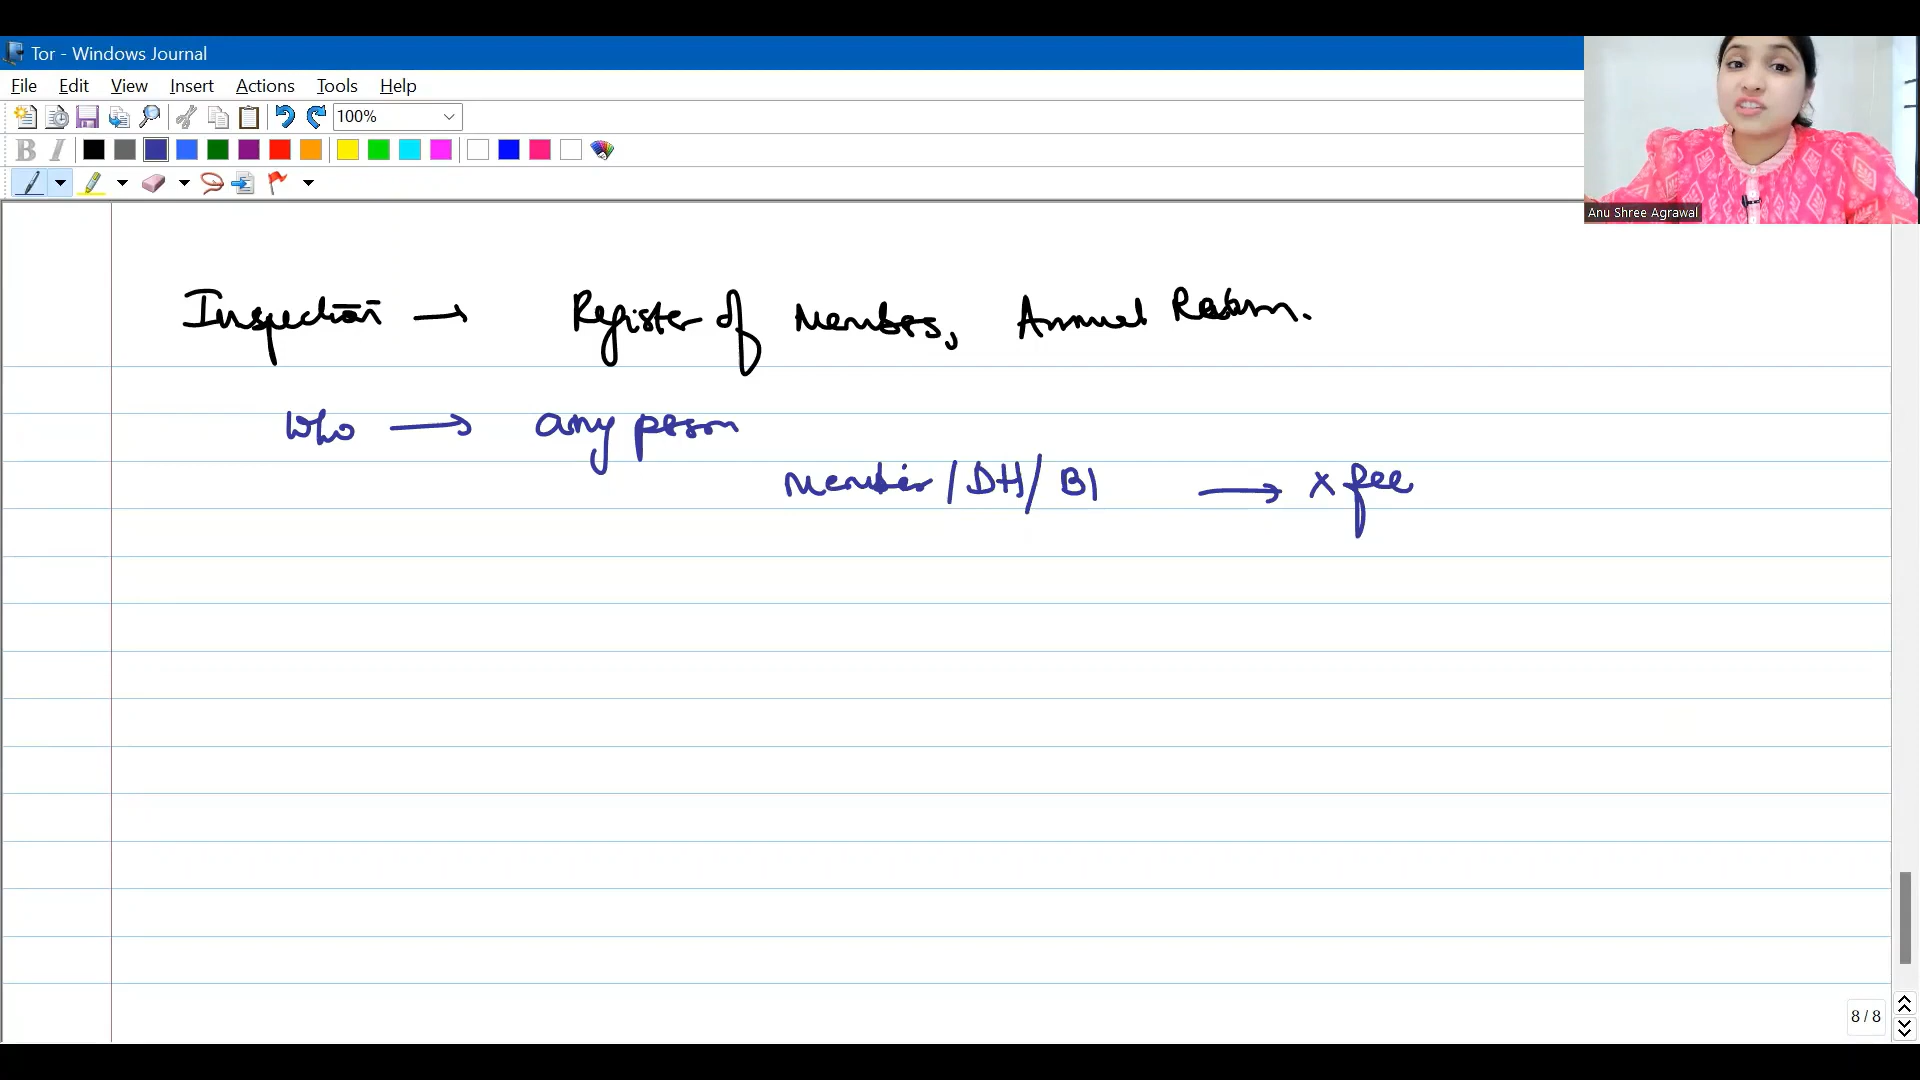 Tor - Windows Journal
File Edit View Insert Actions Tools Help
100%
B I
Anu Shree Agrawal
Inspection → Register of Members, Annual Return.
Who → any person
Member / DH / BI → x fee
8 / 8